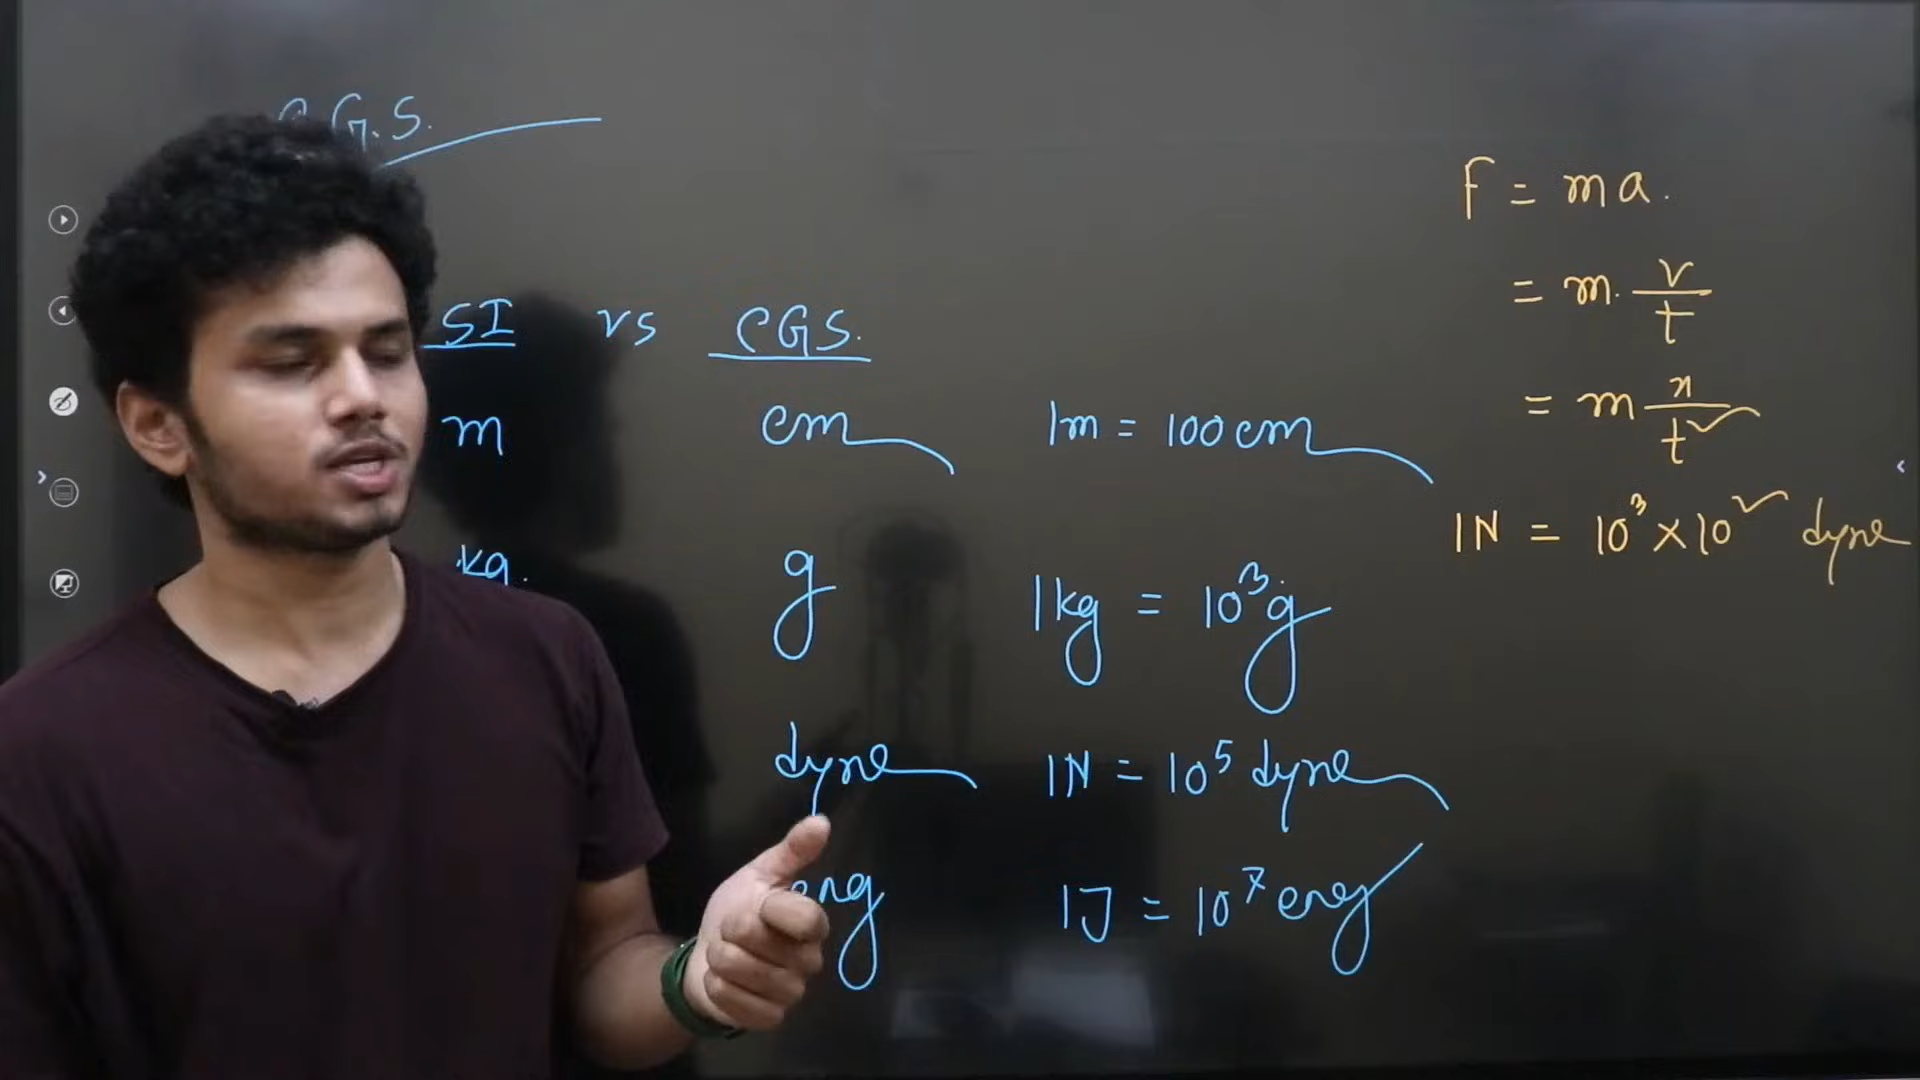 C.G.S.
SI vs CGS.
m cm 1m = 100 cm
kg. g 1kg = 10³g
dyne 1N = 10⁵ dyne
erg 1J = 10⁷ erg
F = ma.
= m. v/t
= m x/t²
1N = 10³ × 10² dyne